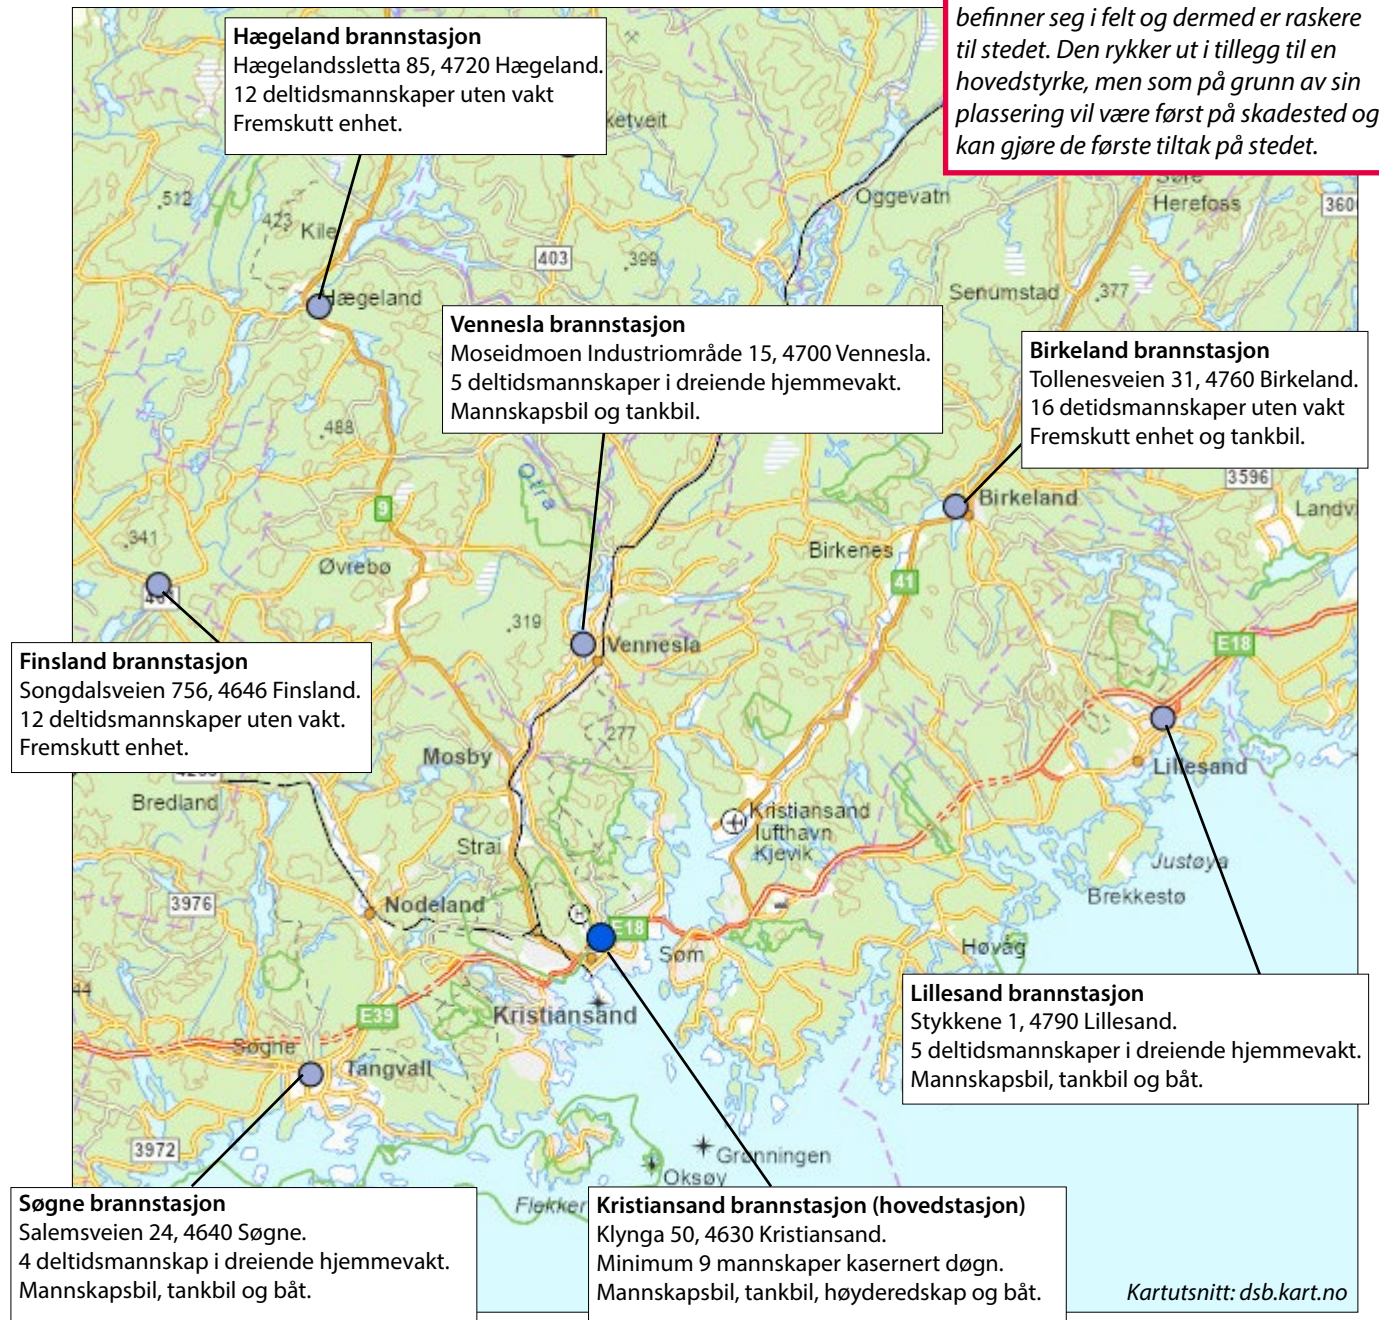 befinner seg i felt og dermed er raskere
til stedet. Den rykker ut i tillegg til en
hovedstyrke, men som på grunn av sin
plassering vil være først på skadested og
kan gjøre de første tiltak på stedet.
Hægeland brannstasjon
Hægelandssletta 85, 4720 Hægeland.
12 deltidsmannskaper uten vakt
Fremskutt enhet.
ketveit
Oggevatn
Herefoss
512
423
Kile
403
399
Senumstad
377
Hægeland
Vennesla brannstasjon
Moseidmoen Industriområde 15, 4700 Vennesla.
5 deltidsmannskaper i dreiende hjemmevakt.
Mannskapsbil og tankbil.
Birkeland brannstasjon
Tollenesveien 31, 4760 Birkeland.
16 detidsmannskaper uten vakt
Fremskutt enhet og tankbil.
488
Otra
9
3596
Birkeland
Landv
341
Øvrebø
Birkenes
41
319
Vennesla
E18
Finsland brannstasjon
Songdalsveien 756, 4646 Finsland.
12 deltidsmannskaper uten vakt.
Fremskutt enhet.
277
Mosby
Lillesand
Bredland
Kristiansand
lufthavn
Kjevik
Strai
Justøya
Brekkestø
3976
Nodeland
E18
Søm
Høvåg
44
E39
Kristiansand
Lillesand brannstasjon
Stykkene 1, 4790 Lillesand.
5 deltidsmannskaper i dreiende hjemmevakt.
Mannskapsbil, tankbil og båt.
Søgne
Tangvall
3972
Grønningen
Oksøy
Flekker
Søgne brannstasjon
Salemsveien 24, 4640 Søgne.
4 deltidsmannskap i dreiende hjemmevakt.
Mannskapsbil, tankbil og båt.
Kristiansand brannstasjon (hovedstasjon)
Klynga 50, 4630 Kristiansand.
Minimum 9 mannskaper kasernert døgn.
Mannskapsbil, tankbil, høyderedskap og båt.
Kartutsnitt: dsb.kart.no